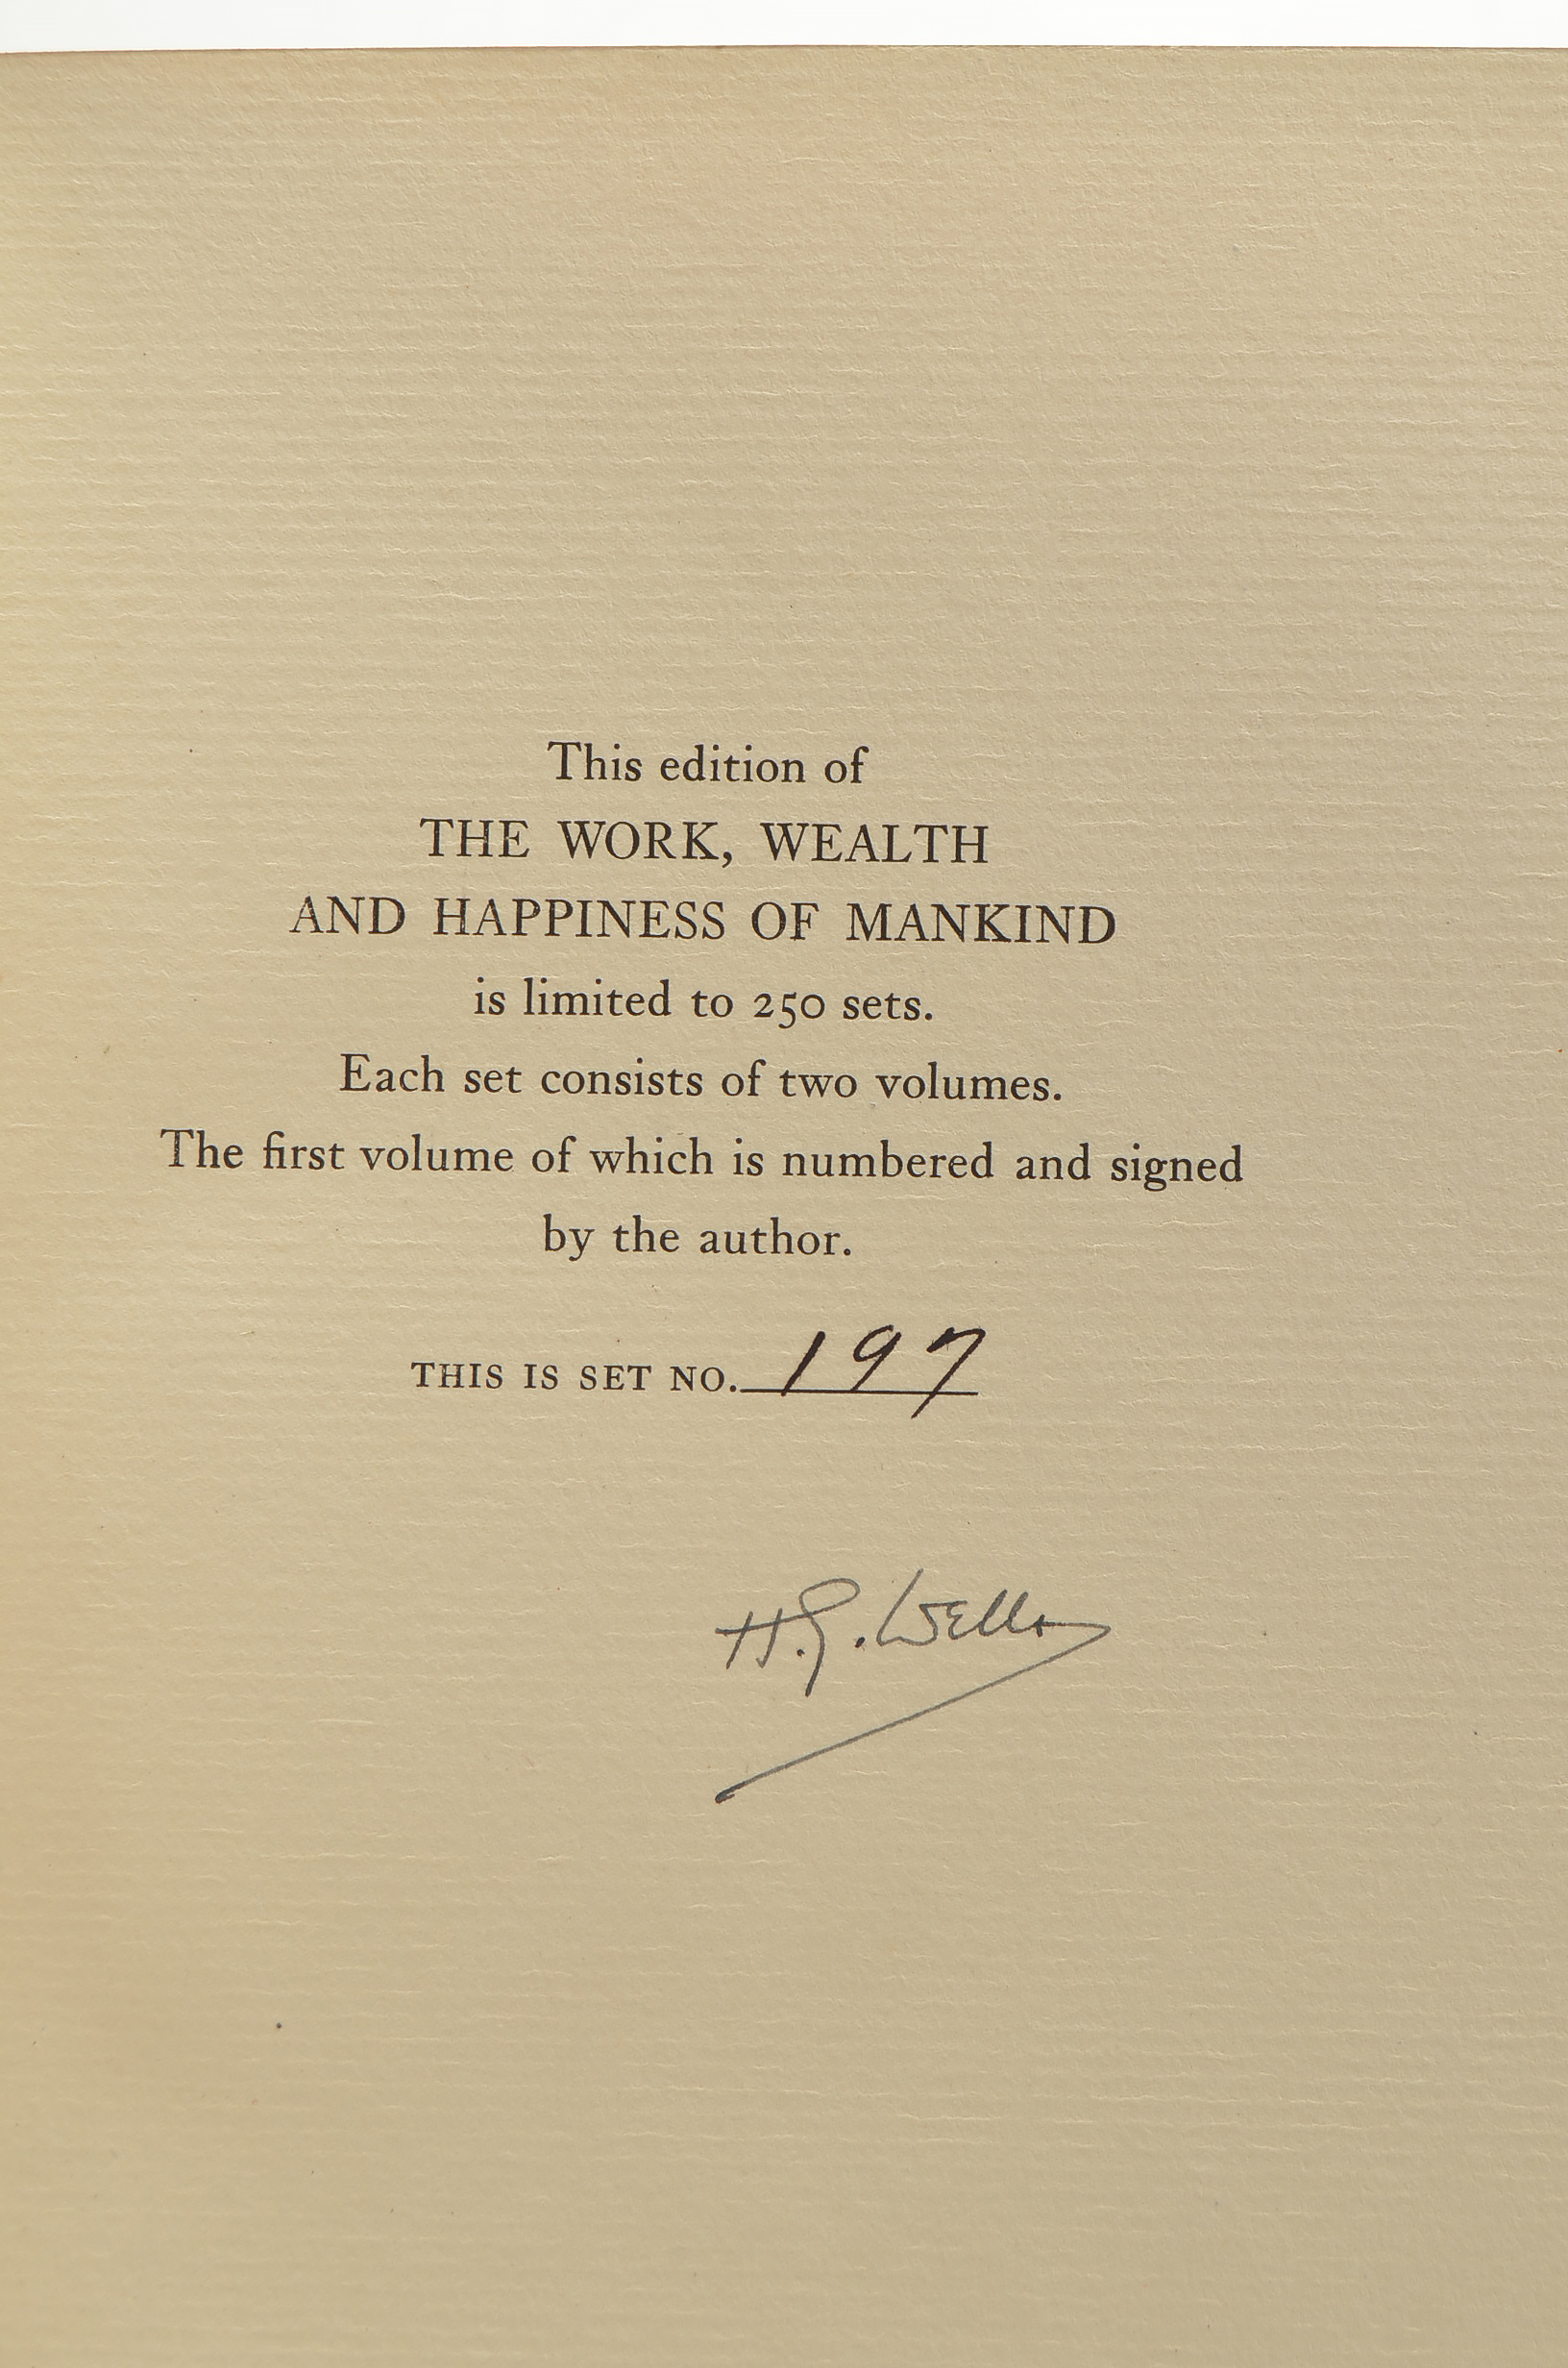 This edition of
THE WORK, WEALTH
AND HAPPINESS OF MANKIND
is limited to 250 sets.
Each set consists of two volumes.
The first volume of which is numbered and signed
by the author.
THIS IS SET NO. 197
H.G. Wells